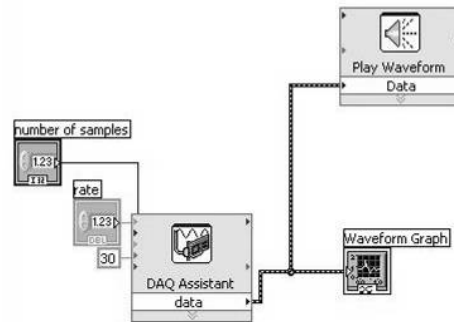 Play Waveform
Data
number of samples
1.23
I32
rate
1.23
DBL
30
DAQ Assistant
data
Waveform Graph